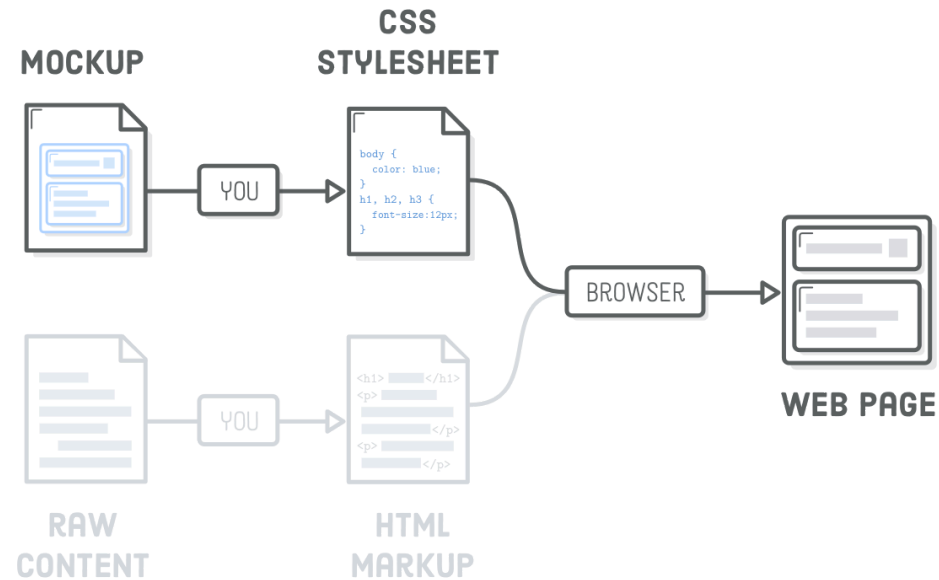 MOCKUP
CSS
STYLESHEET
body {
color: blue;
}
h1, h2, h3 {
font-size:12px;
}
YOU
BROWSER
WEB PAGE
YOU
<h1> </h1>
<p>
</p>
<p>
</p>
RAW
CONTENT
HTML
MARKUP